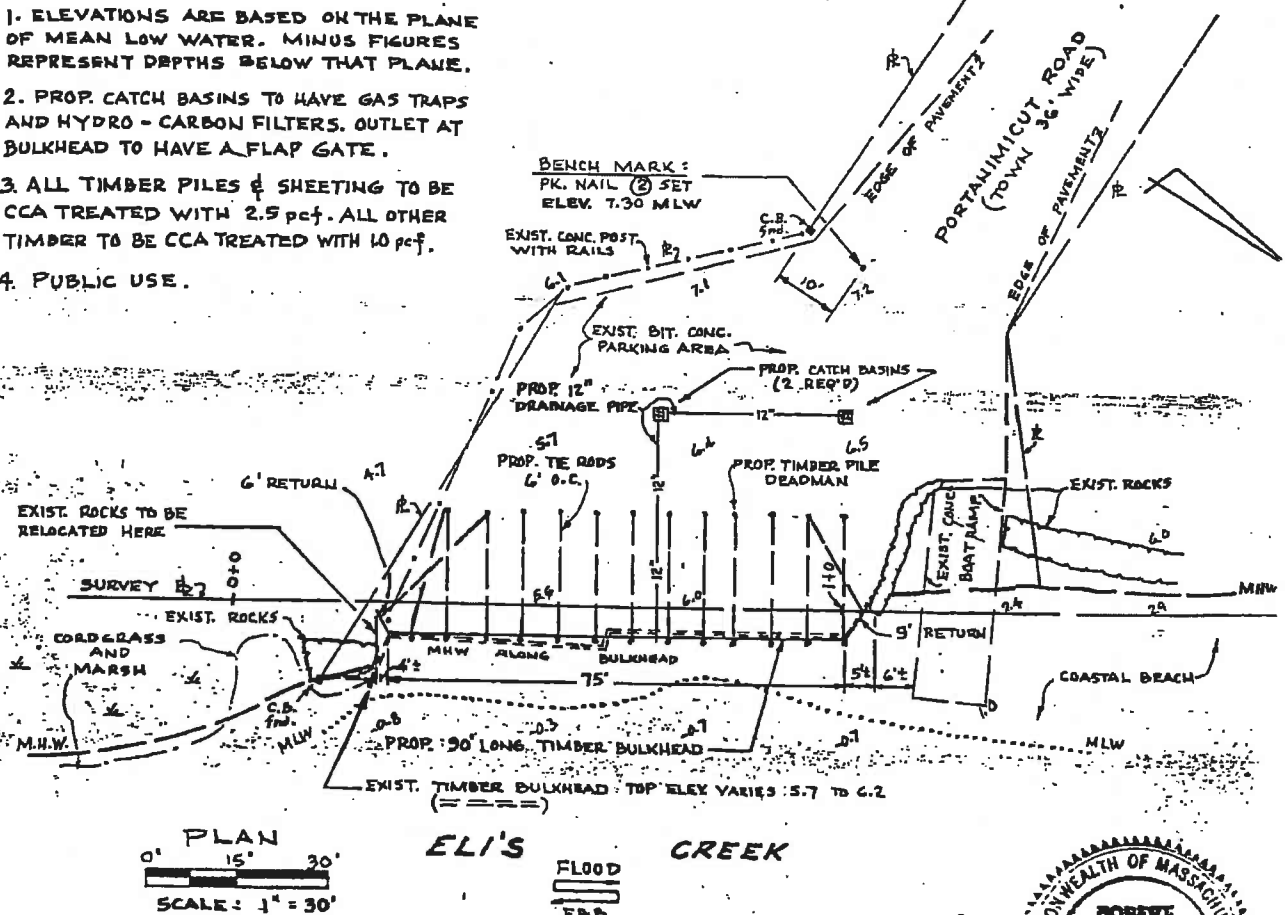 1. ELEVATIONS ARE BASED ON THE PLANE
OF MEAN LOW WATER. MINUS FIGURES
REPRESENT DEPTHS BELOW THAT PLANE.
2. PROP. CATCH BASINS TO HAVE GAS TRAPS
AND HYDRO - CARBON FILTERS. OUTLET AT
BULKHEAD TO HAVE A FLAP GATE.
3. ALL TIMBER PILES & SHEETING TO BE
CCA TREATED WITH 2.5 pcf. ALL OTHER
TIMBER TO BE CCA TREATED WITH 1.0 pcf.
4. PUBLIC USE.
PORTANIMICUT ROAD
(TOWN 36' WIDE)
EDGE OF PAVEMENT
EDGE OF PAVEMENT
BENCH MARK:
PK. NAIL (2) SET
ELEV. 7.30 MLW
C.B.
fnd.
EXIST. CONC. POST
WITH RAILS
6.1
7.1
10'
7.2
EXIST. BIT. CONC.
PARKING AREA
PROP. 12"
DRAINAGE PIPE
PROP. CATCH BASINS
(2 REQ'D)
12"
12"
12"
5.7
6.5
PROP. TIE RODS
6' O.C.
PROP. TIMBER PILE
DEADMAN
6' RETURN
4.7
EXIST. ROCKS TO BE
RELOCATED HERE
EXIST. ROCKS
EXIST. CONC.
BOAT RAMP
6.0
SURVEY
0+0
1+0
6.0
MHW
2.4
2.9
9' RETURN
EXIST. ROCKS
CORDGRASS
AND
MARSH
MHW ALONG BULKHEAD
4'±
75'
5'±
6'±
COASTAL BEACH
1.0
C.B.
fnd.
M.H.W.
MLW
-0.8
-0.3
-0.7
-0.7
MLW
PROP. 90' LONG TIMBER BULKHEAD
EXIST. TIMBER BULKHEAD: TOP ELEV. VARIES: 5.7 TO 6.2
(=====)
PLAN
0' 15' 30'
SCALE: 1" = 30'
ELI'S CREEK
FLOOD
EBB
COMMONWEALTH OF MASSACHU
ROBERT